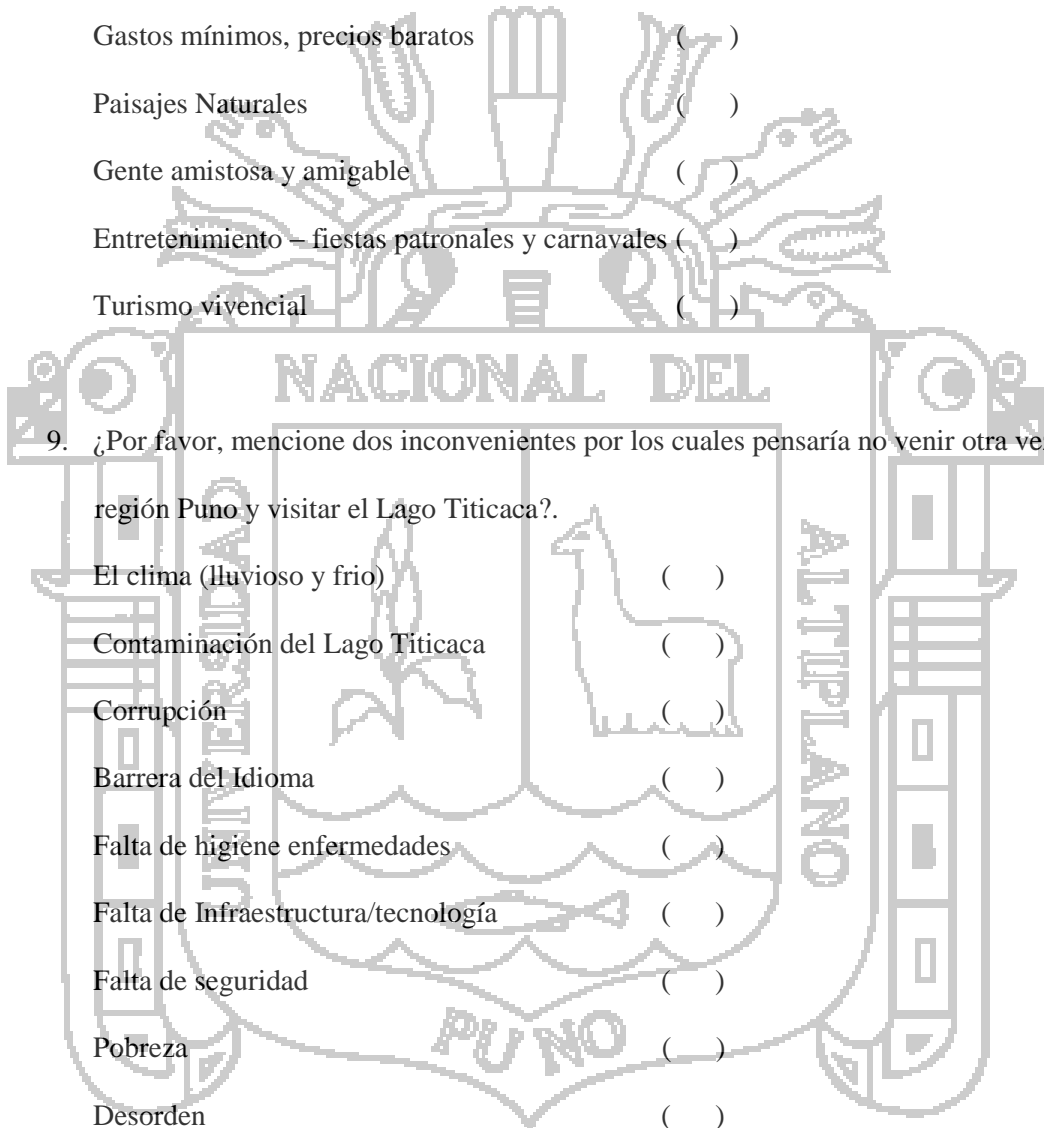 Gastos mínimos, precios baratos ( )
Paisajes Naturales ( )
Gente amistosa y amigable ( )
Entretenimiento – fiestas patronales y carnavales ( )
Turismo vivencial ( )
NACIONAL DEL
9. ¿Por favor, mencione dos inconvenientes por los cuales pensaría no venir otra
región Puno y visitar el Lago Titicaca?.
El clima (lluvioso y frio) ( )
Contaminación del Lago Titicaca ( )
Corrupción ( )
Barrera del Idioma ( )
Falta de higiene enfermedades ( )
Falta de Infraestructura/tecnología ( )
Falta de seguridad ( )
Pobreza ( )
Desorden ( )
UNIVERSIDAD
ALTIPLANO
PUNO